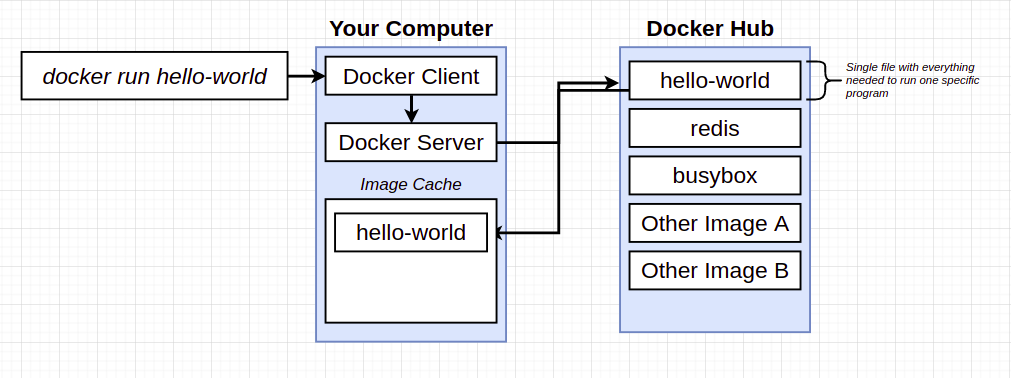 Your Computer
Docker Hub
docker run hello-world
Docker Client
Docker Server
Image Cache
hello-world
hello-world
redis
busybox
Other Image A
Other Image B
Single file with everything
needed to run one specific
program